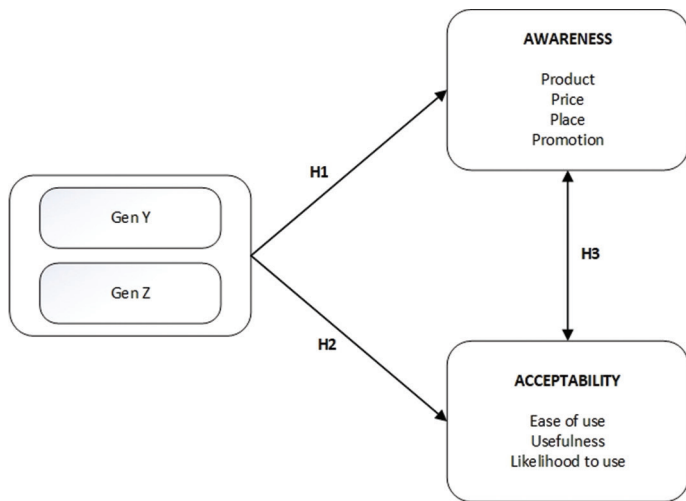 AWARENESS
Product
Price
Place
Promotion
H1
Gen Y
Gen Z
H3
H2
ACCEPTABILITY
Ease of use
Usefulness
Likelihood to use